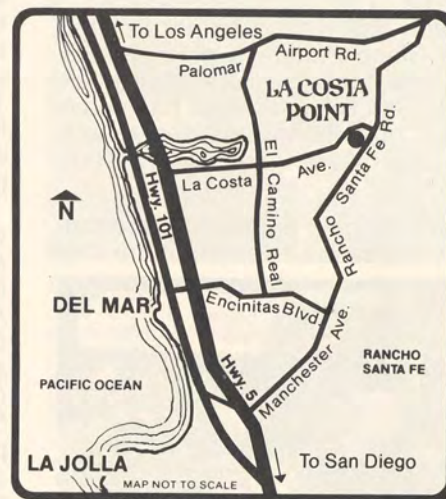 To Los Angeles
Airport Rd.
Palomar
LA COSTA
POINT
El Camino Real
La Costa
Ave.
Rancho Santa Fe Rd.
Hwy. 101
N
DEL MAR
Encinitas Blvd.
Hwy. 5
Manchester Ave.
RANCHO
SANTA FE
PACIFIC OCEAN
LA JOLLA
MAP NOT TO SCALE
To San Diego